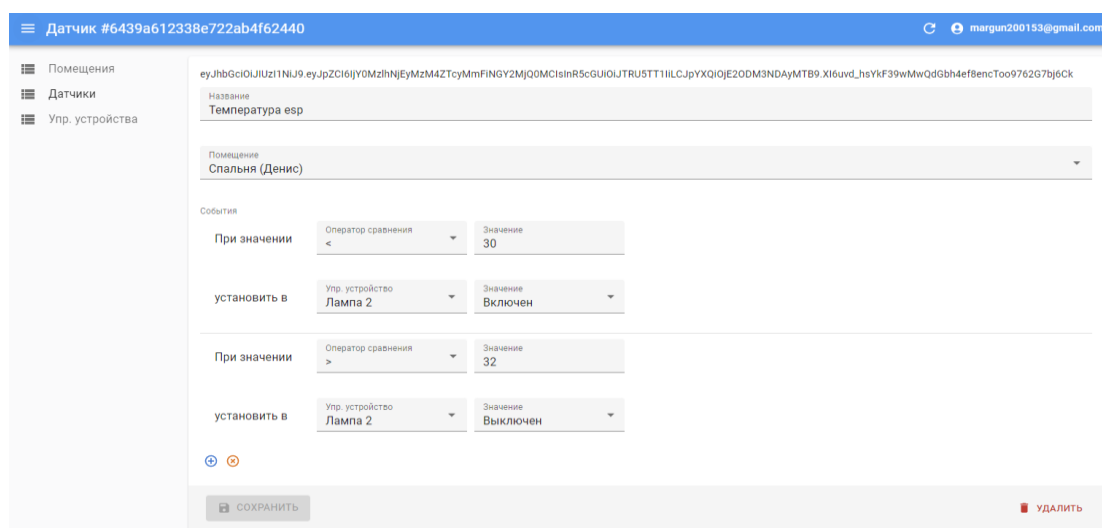 Датчик #6439a612338e722ab4f62440
margun200153@gmail.com
Помещения
Датчики
Упр. устройства
eyJhbGciOiJIUzI1NiJ9.eyJpZCI6IjY0MzlhNjEyMzM4ZTcyMmFiNGY2MjQ0MCIsInR5cGUiOiJTRU5TT1IiLCJpYXQiOjE2ODM3NDAyMTB9.XI6uvd_hsYkF39wMwQdGbh4ef8encToo9762G7bj6Ck
Название
Температура esp
Помещение
Спальня (Денис)
События
При значении
Оператор сравнения
<
Значение
30
установить в
Упр. устройство
Лампа 2
Значение
Включен
При значении
Оператор сравнения
>
Значение
32
установить в
Упр. устройство
Лампа 2
Значение
Выключен
СОХРАНИТЬ
УДАЛИТЬ